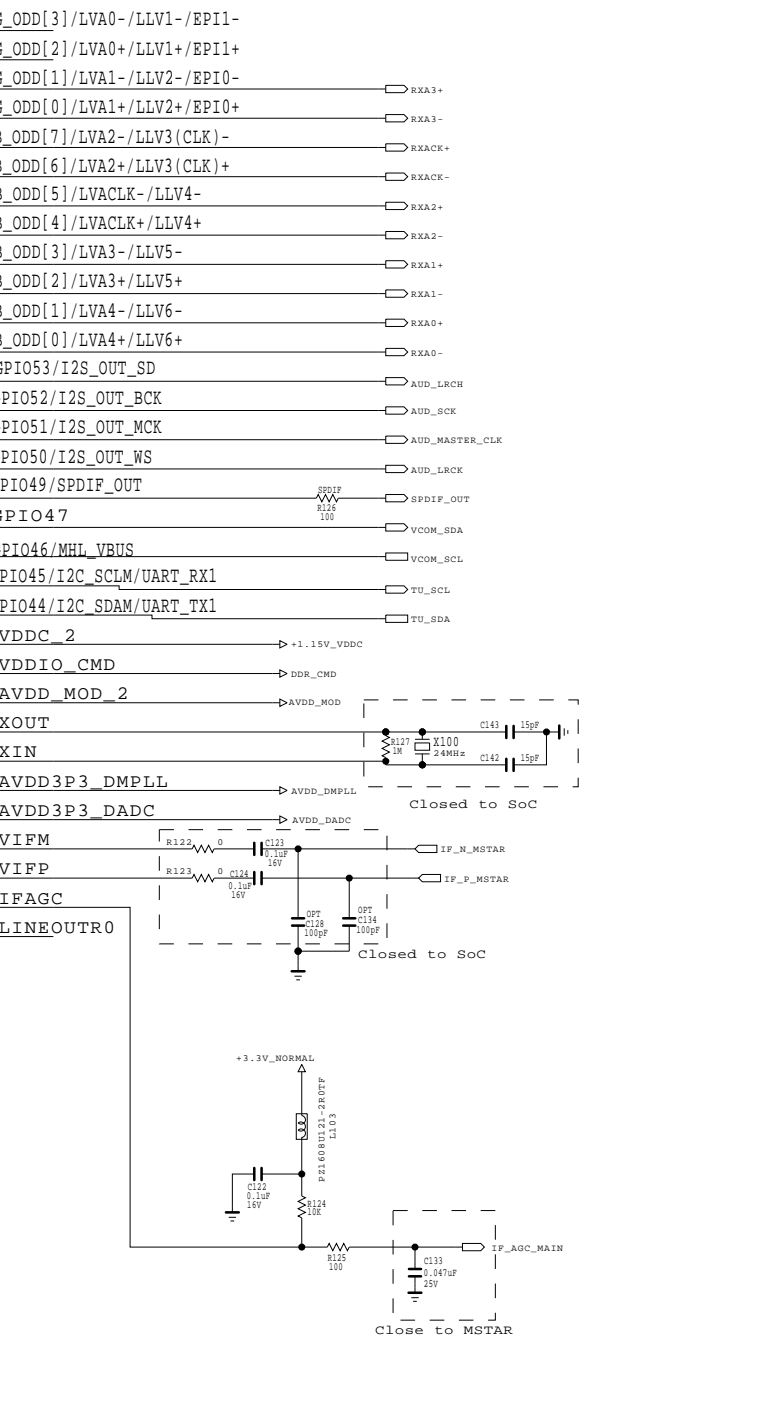 G_ODD[3]/LVA0-/LLV1-/EPI1-
G_ODD[2]/LVA0+/LLV1+/EPI1+
G_ODD[1]/LVA1-/LLV2-/EPI0-
RXA3+
G_ODD[0]/LVA1+/LLV2+/EPI0+
RXA3-
B_ODD[7]/LVA2-/LLV3(CLK)-
RXACK+
B_ODD[6]/LVA2+/LLV3(CLK)+
RXACK-
B_ODD[5]/LVACLK-/LLV4-
RXA2+
B_ODD[4]/LVACLK+/LLV4+
RXA2-
B_ODD[3]/LVA3-/LLV5-
RXA1+
B_ODD[2]/LVA3+/LLV5+
RXA1-
B_ODD[1]/LVA4-/LLV6-
RXA0+
B_ODD[0]/LVA4+/LLV6+
RXA0-
GPIO53/I2S_OUT_SD
AUD_LRCH
PIO52/I2S_OUT_BCK
AUD_SCK
PIO51/I2S_OUT_MCK
AUD_MASTER_CLK
PIO50/I2S_OUT_WS
AUD_LRCK
PIO49/SPDIF_OUT
SPDIF
R126
100
SPDIF_OUT
GPIO47
VCOM_SDA
PIO46/MHL_VBUS
VCOM_SCL
PIO45/I2C_SCLM/UART_RX1
TU_SCL
PIO44/I2C_SDAM/UART_TX1
TU_SDA
VDDC_2
+1.15V_VDDC
VDDIO_CMD
DDR_CMD
AVDD_MOD_2
AVDD_MOD
XOUT
XIN
R127
1M
X100
24MHz
C143
15pF
C142
15pF
Closed to SoC
AVDD3P3_DMPLL
AVDD_DMPLL
AVDD3P3_DADC
AVDD_DADC
VIFM
R122
0
C123
0.1uF
16V
IF_N_MSTAR
VIFP
R123
0
C124
0.1uF
16V
IF_P_MSTAR
IFAGC
OPT
C128
100pF
OPT
C134
100pF
LINEOUTR0
Closed to SoC
+3.3V_NORMAL
PZ1608U121-2R0TF
L103
C122
0.1uF
16V
R124
10K
R125
100
C133
0.047uF
25V
IF_AGC_MAIN
Close to MSTAR